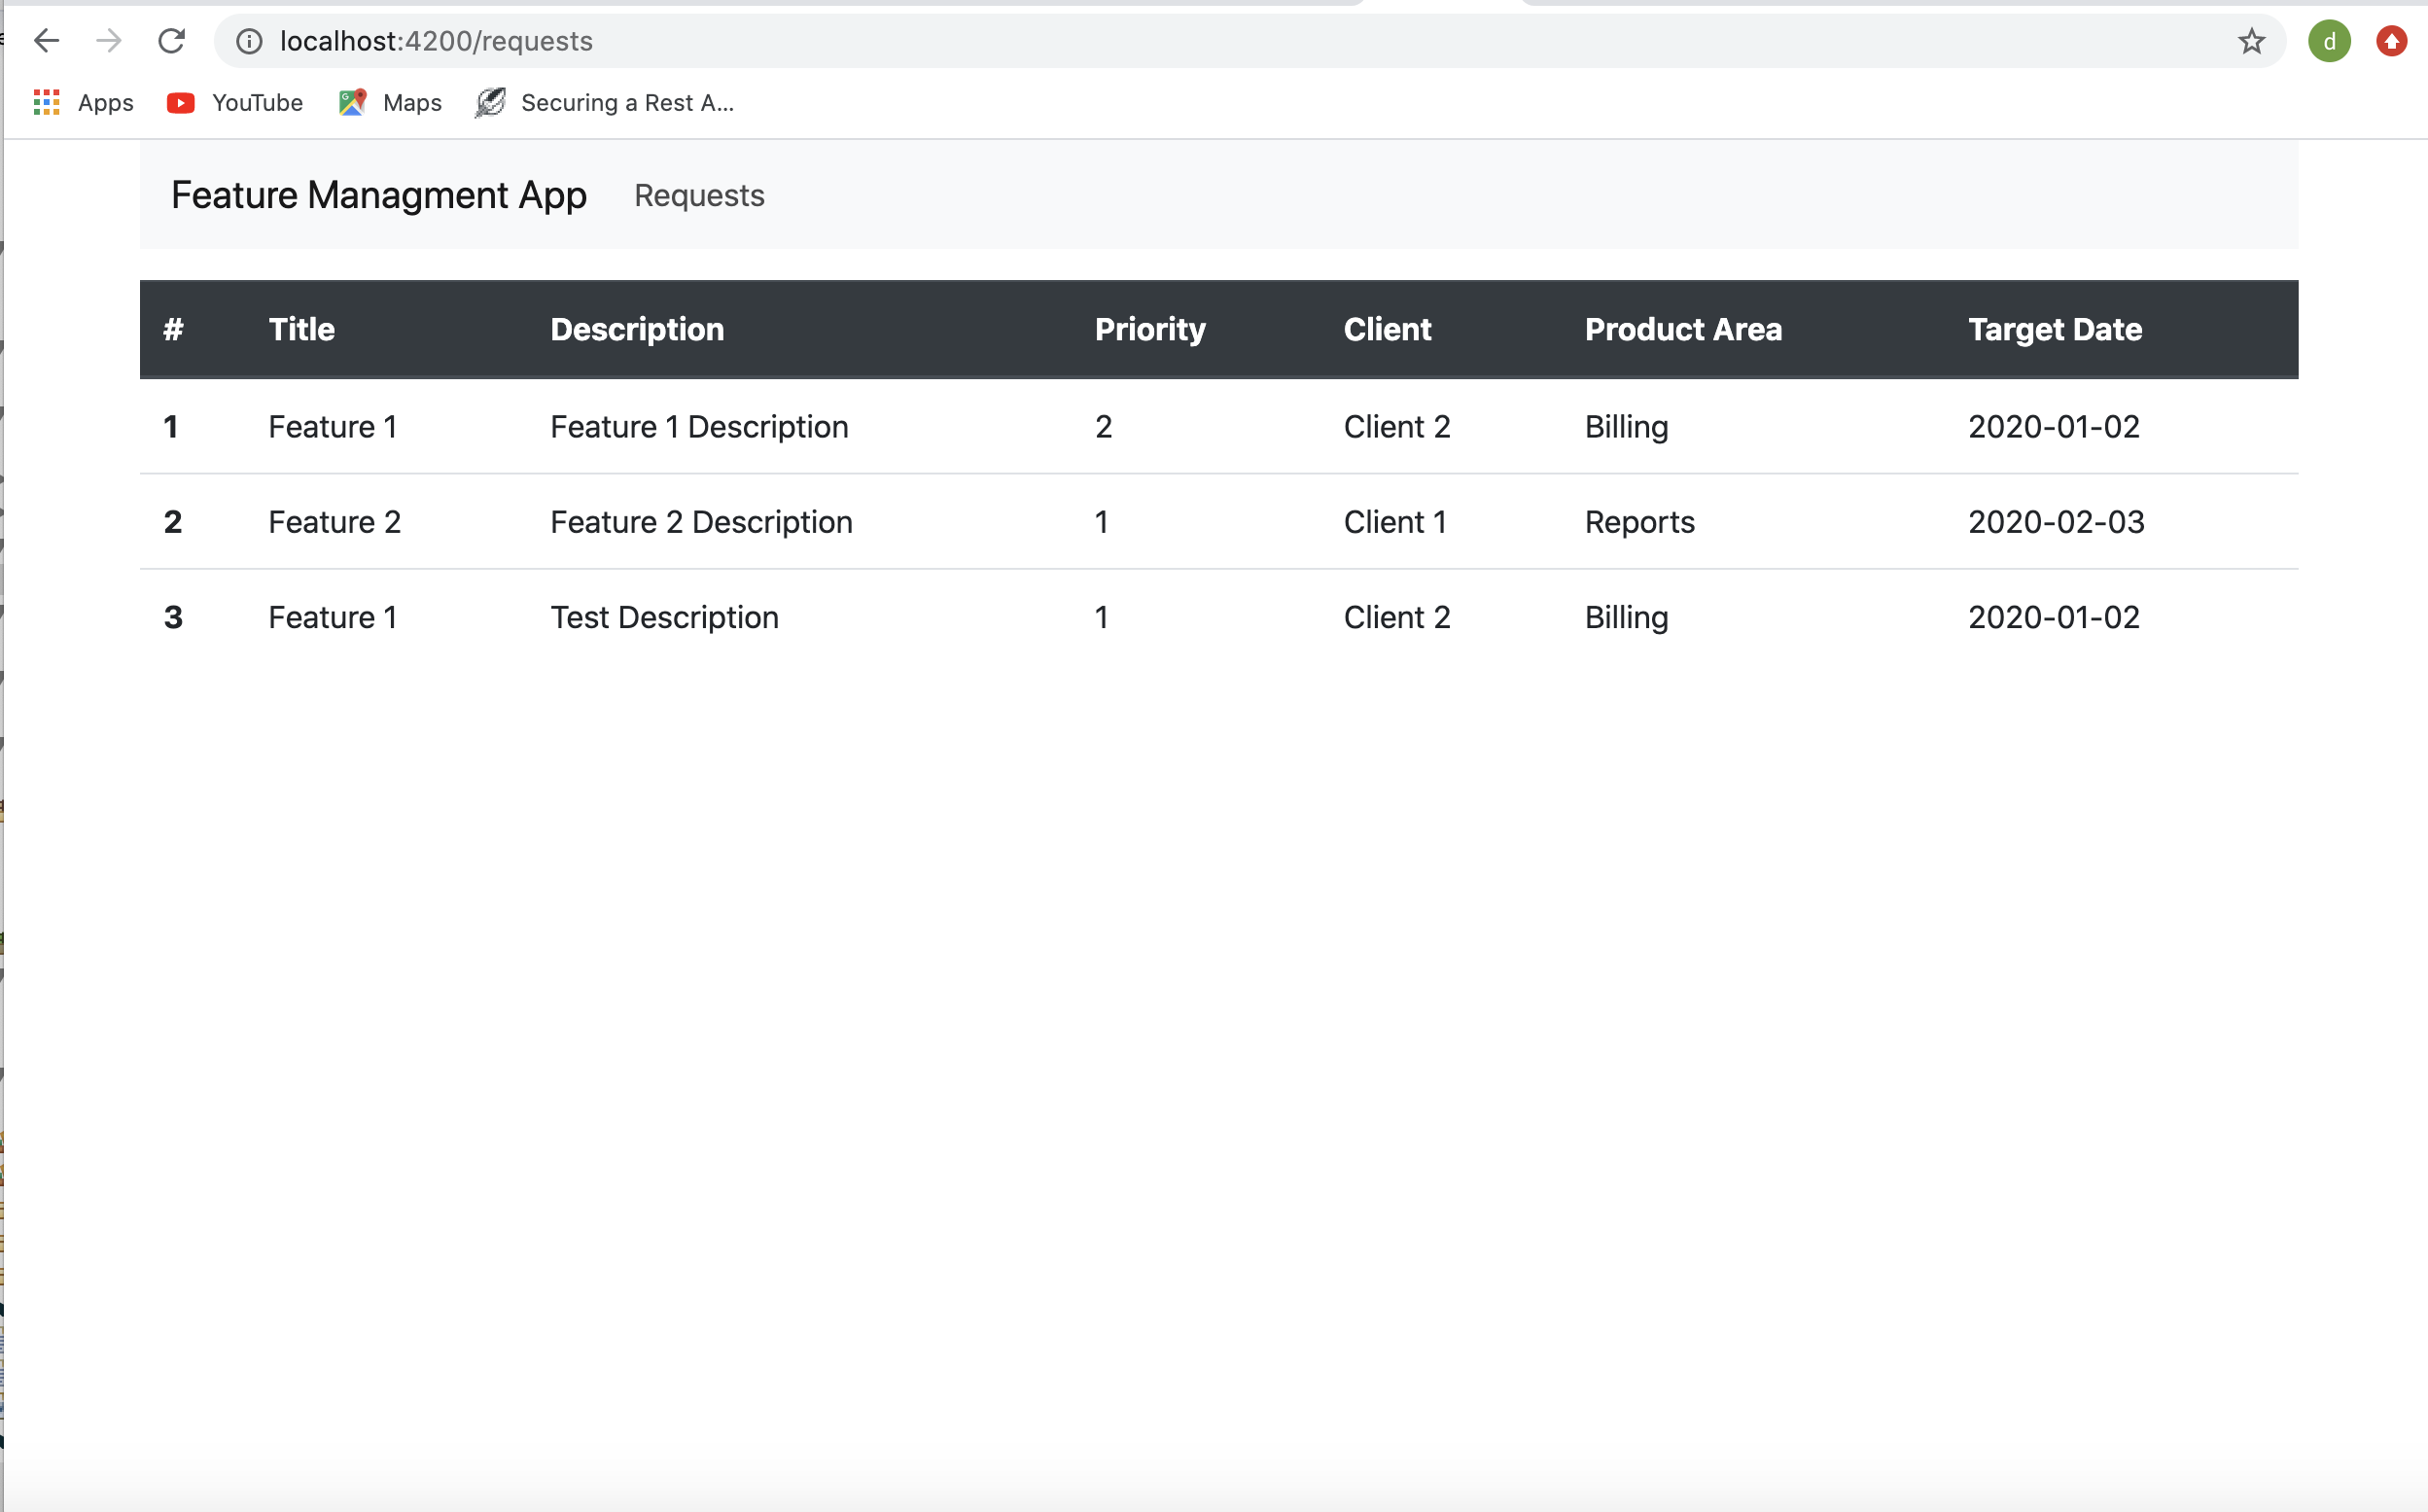 localhost:4200/requests
d
Apps YouTube Maps Securing a Rest A...
Feature Managment App Requests
# Title Description Priority Client Product Area Target Date
1 Feature 1 Feature 1 Description 2 Client 2 Billing 2020-01-02
2 Feature 2 Feature 2 Description 1 Client 1 Reports 2020-02-03
3 Feature 1 Test Description 1 Client 2 Billing 2020-01-02